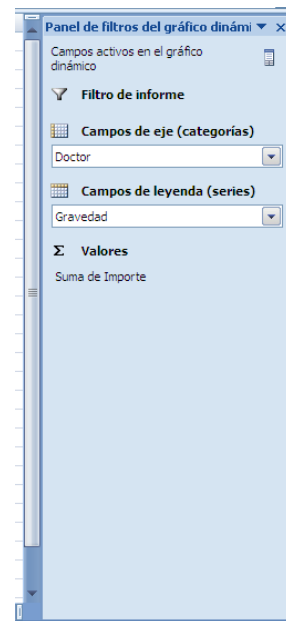 Panel de filtros del gráfico dinámi
Campos activos en el gráfico
dinámico
Filtro de informe
Campos de eje (categorías)
Doctor
Campos de leyenda (series)
Gravedad
Σ Valores
Suma de Importe